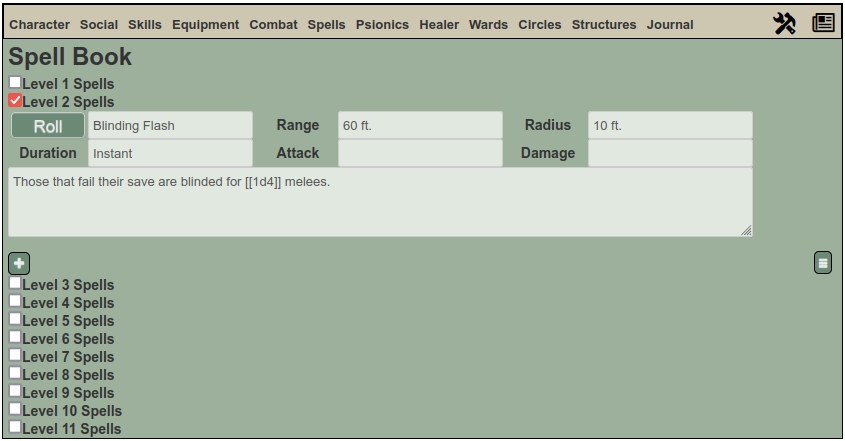 Character Social Skills Equipment Combat Spells Psionics Healer Wards Circles Structures Journal
Spell Book
Level 1 Spells
Level 2 Spells
Roll Blinding Flash Range 60 ft. Radius 10 ft.
Duration Instant Attack Damage
Those that fail their save are blinded for [[1d4]] melees.
Level 3 Spells
Level 4 Spells
Level 5 Spells
Level 6 Spells
Level 7 Spells
Level 8 Spells
Level 9 Spells
Level 10 Spells
Level 11 Spells